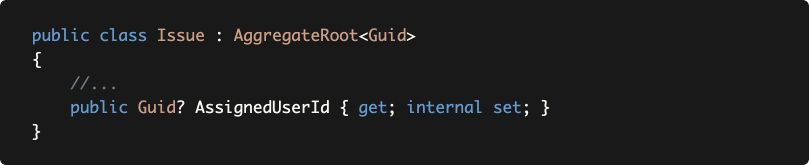 public class Issue : AggregateRoot<Guid>
{
    //...
    public Guid? AssignedUserId { get; internal set; }
}